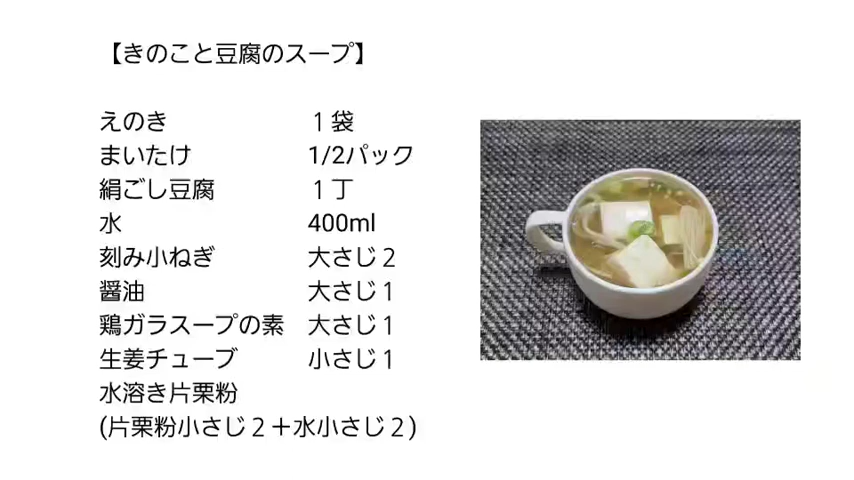 【きのこと豆腐のスープ】
えのき　１袋
まいたけ　1/2パック
絹ごし豆腐　１丁
水　400ml
刻み小ねぎ　大さじ２
醤油　大さじ１
鶏ガラスープの素　大さじ１
生姜チューブ　小さじ１
水溶き片栗粉
(片栗粉小さじ２＋水小さじ２)